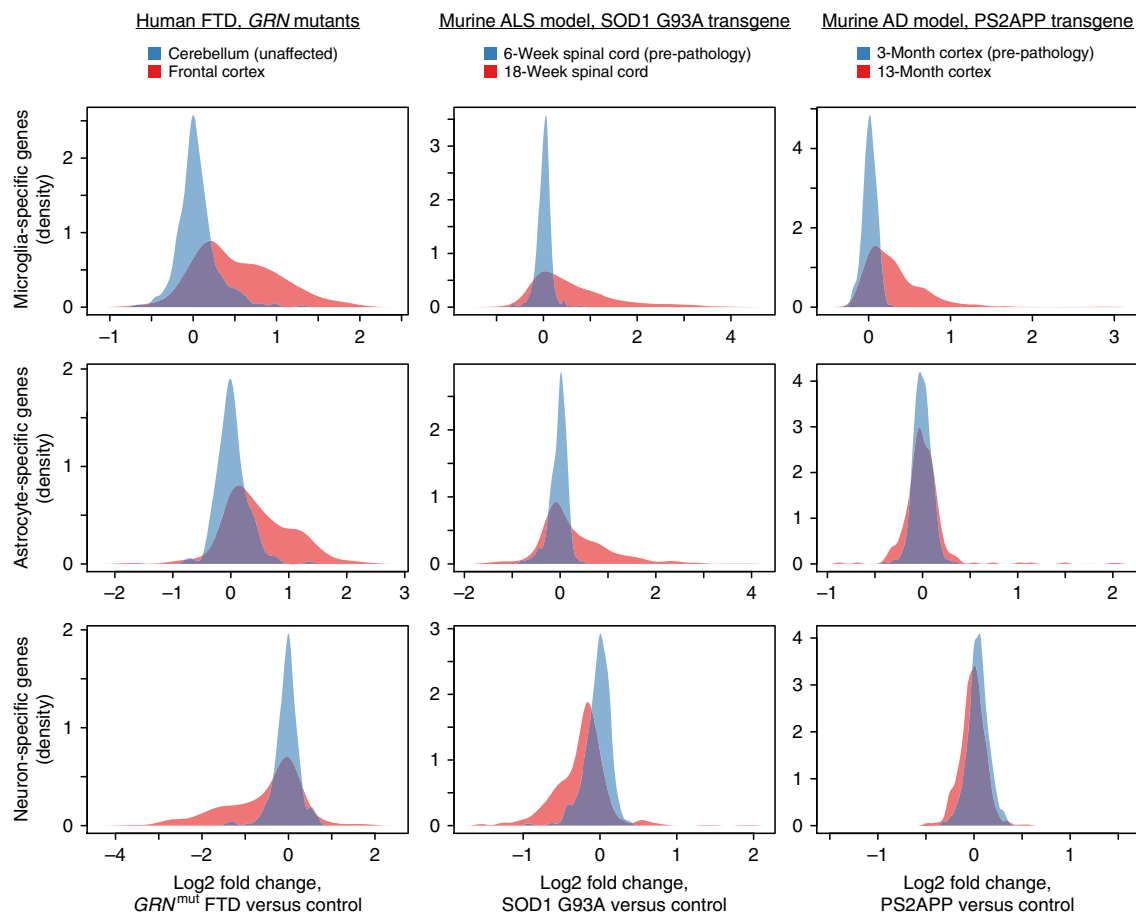 Human FTD, GRN mutants
Cerebellum (unaffected)
Frontal cortex
Murine ALS model, SOD1 G93A transgene
6-Week spinal cord (pre-pathology)
18-Week spinal cord
Murine AD model, PS2APP transgene
3-Month cortex (pre-pathology)
13-Month cortex
Microglia-specific genes
(density)
2
1
0
−1 0 1 2
3
2
1
0
0 2 4
4
2
0
0 1 2 3
Astrocyte-specific genes
(density)
2
1
0
−2 −1 0 1 2 3
2
1
0
−2 0 2 4
4
3
2
1
0
−1 0 1 2
Neuron-specific genes
(density)
2
1
0
−4 −2 0 2
3
2
1
0
−1 0 1 2
4
3
2
1
0
−1 0 1
Log2 fold change,
GRNmut FTD versus control
Log2 fold change,
SOD1 G93A versus control
Log2 fold change,
PS2APP versus control